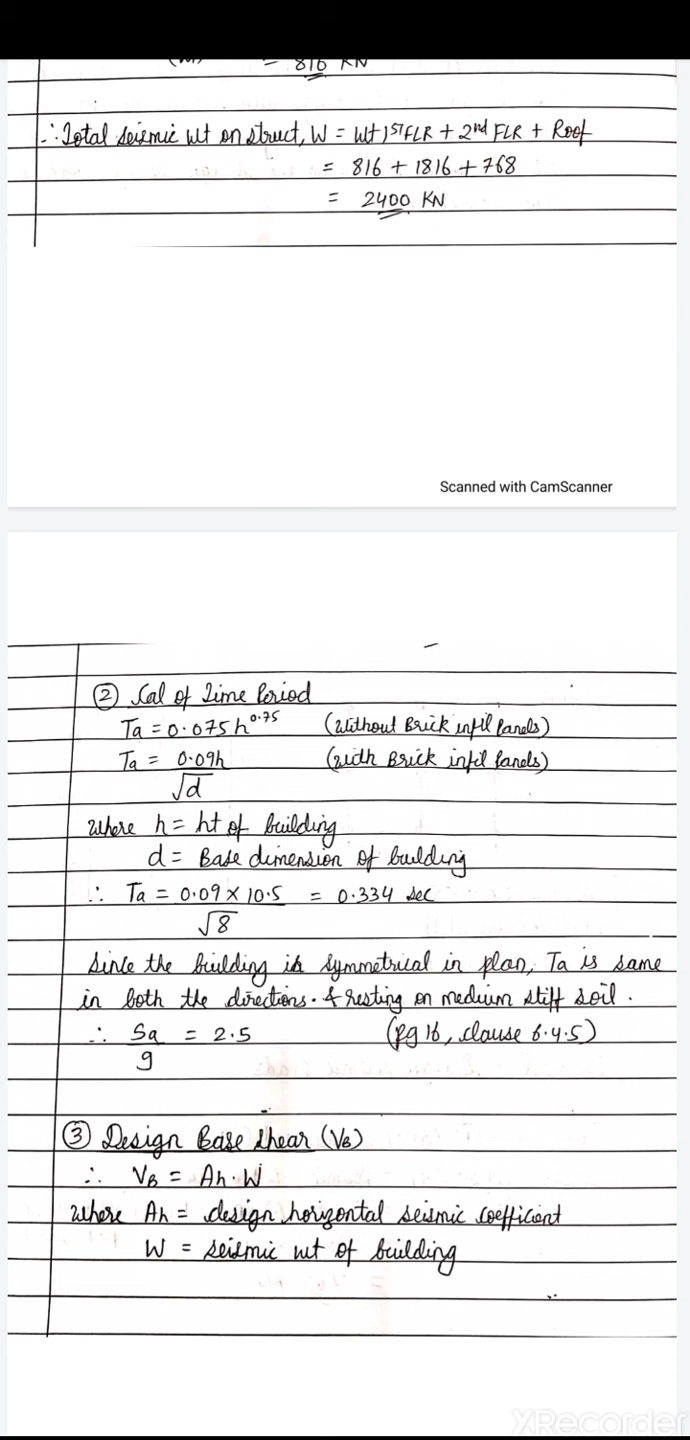 = 816 KN
∴ Total seismic wt on struct, W = wt 1ST FLR + 2nd FLR + Roof
= 816 + 1816 + 768
= 2400 KN
Scanned with CamScanner
② Cal of Time Period
Ta = 0.075 h^0.75 (Without Brick infil Panels)
Ta = 0.09h / √d (with Brick infil Panels)
where h = ht of building
d = Base dimension of building
∴ Ta = 0.09 × 10.5 / √8 = 0.334 sec
Since the building is symmetrical in plan, Ta is same
in both the directions. & resting on medium stiff soil.
∴ Sa / g = 2.5 (Pg 16, clause 6.4.5)
③ Design Base Shear (VB)
∴ VB = Ah.W
where Ah = design horizontal seismic coefficient
W = seismic wt of building
XRecorder